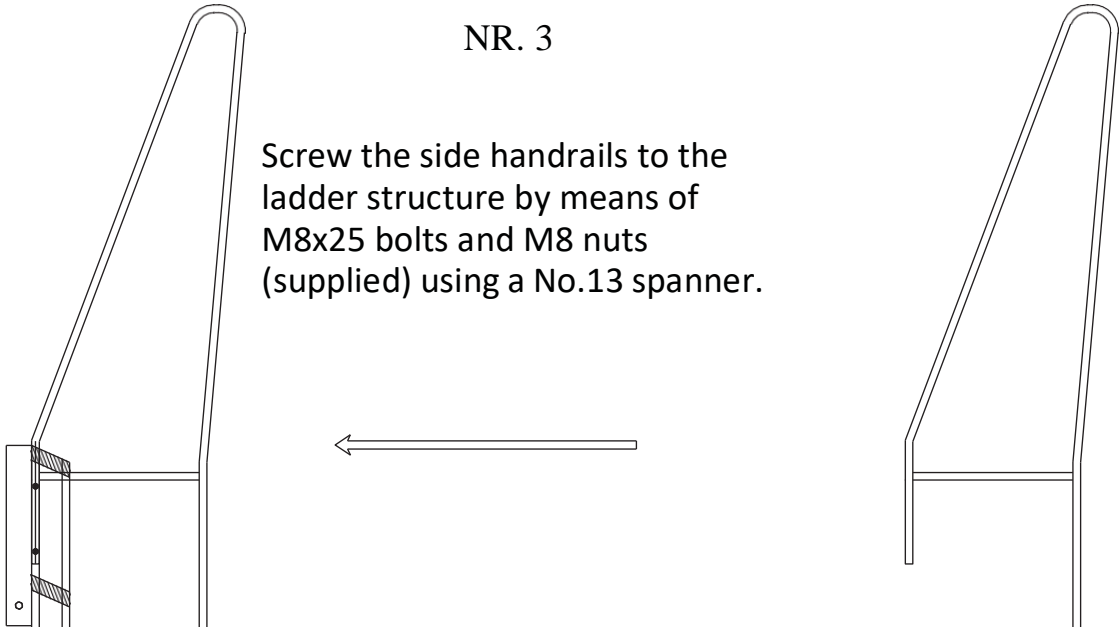 NR. 3
Screw the side handrails to the
ladder structure by means of
M8x25 bolts and M8 nuts
(supplied) using a No.13 spanner.